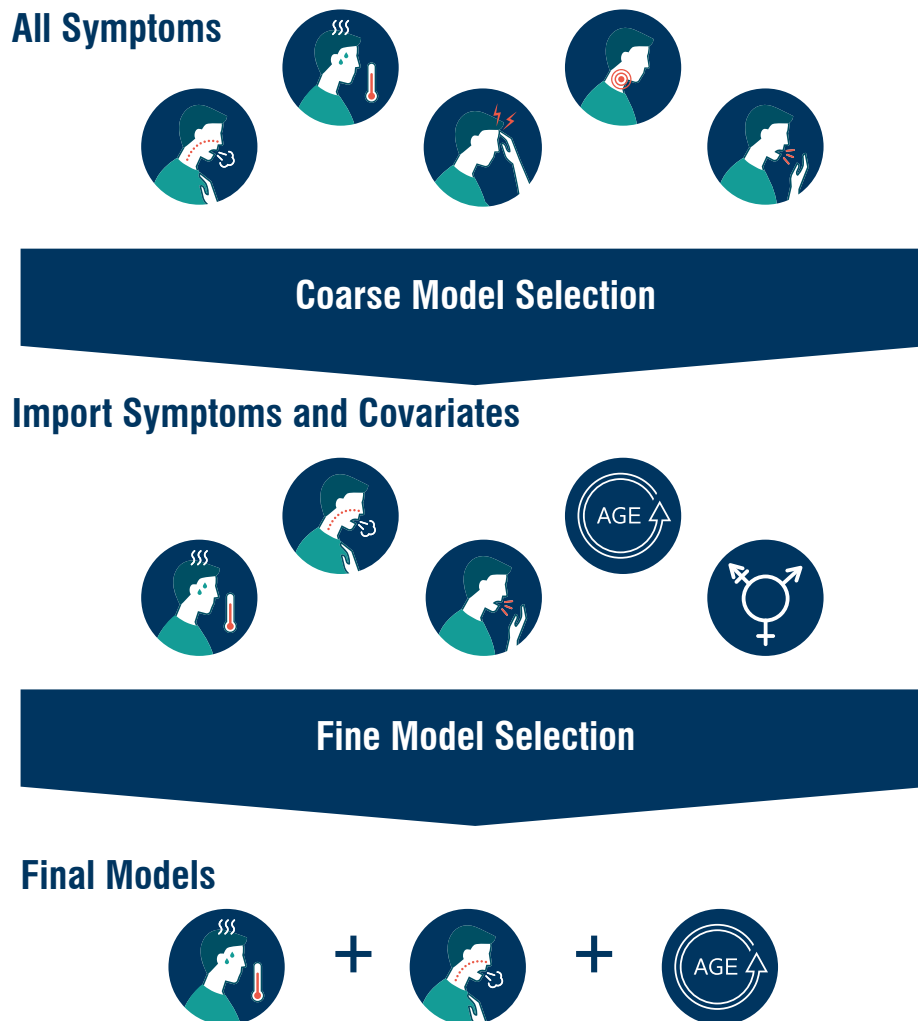 All Symptoms
Coarse Model Selection
Import Symptoms and Covariates
AGE
Fine Model Selection
Final Models
+ + AGE